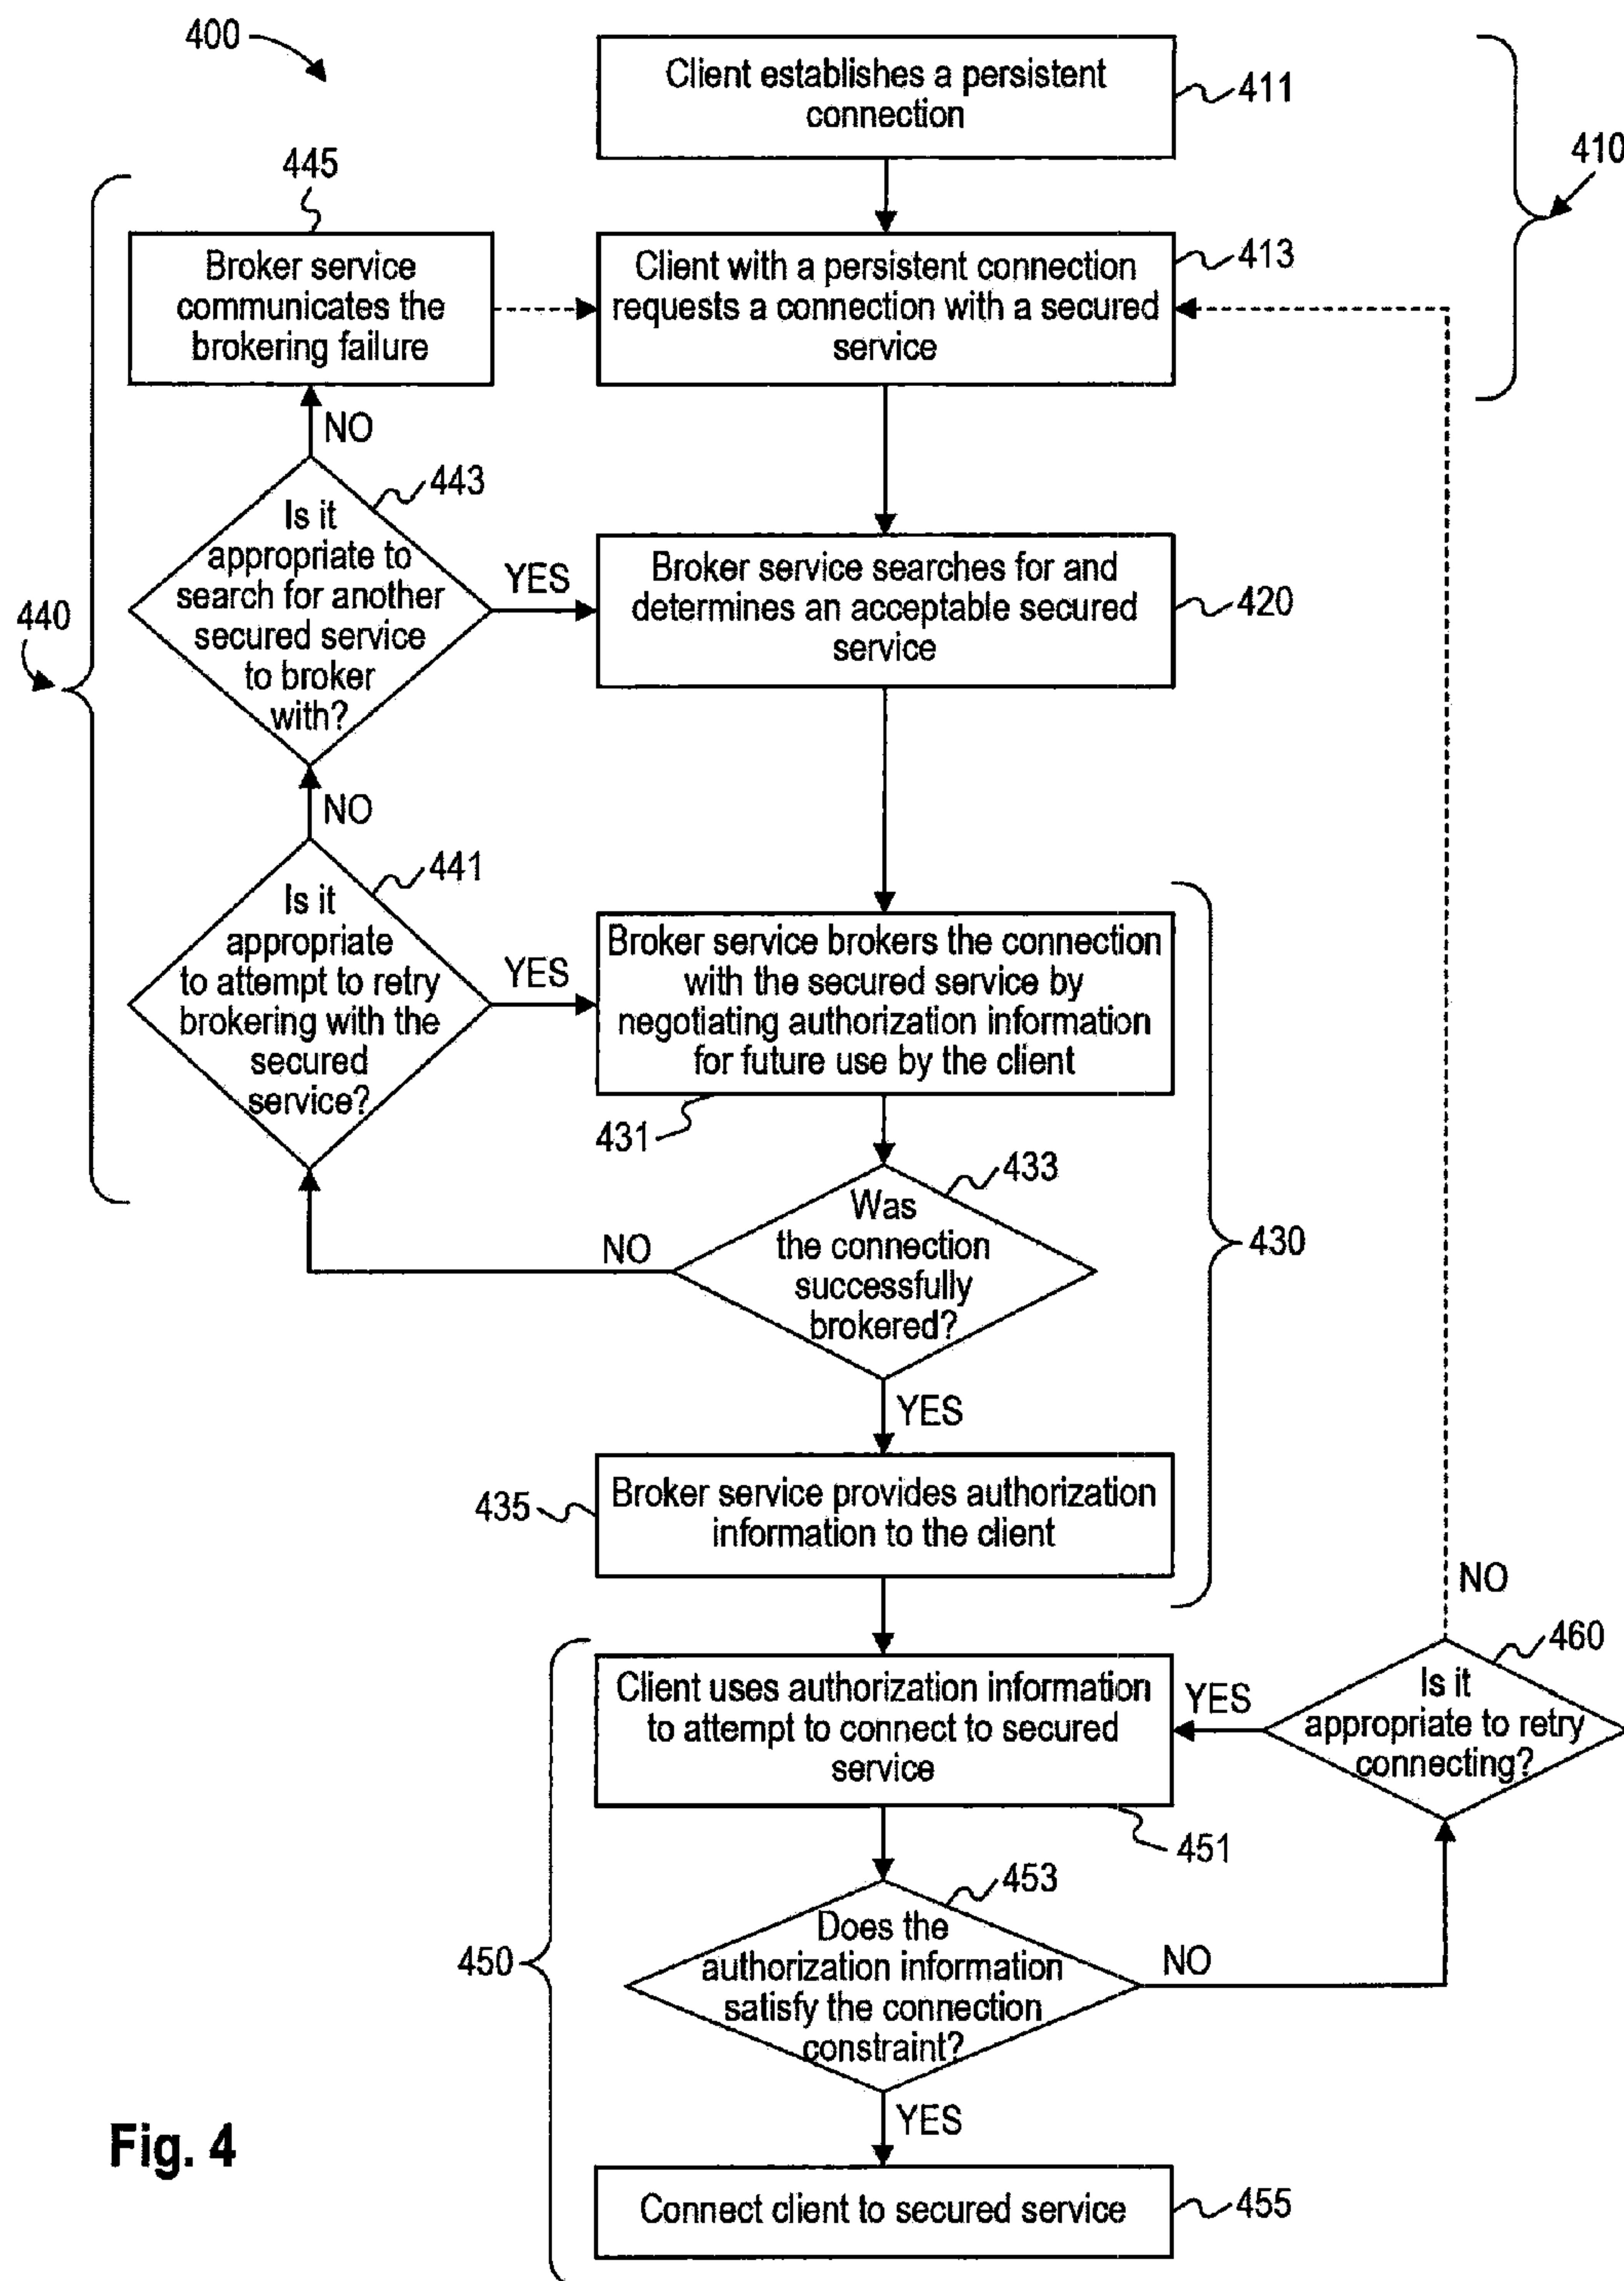 400
Client establishes a persistent
connection
411
410
445
Broker service
communicates the
brokering failure
Client with a persistent connection
requests a connection with a secured
service
413
NO
443
Is it
appropriate to
search for another
secured service
to broker
with?
YES
Broker service searches for and
determines an acceptable secured
service
420
440
NO
441
Is it
appropriate
to attempt to retry
brokering with the
secured
service?
YES
Broker service brokers the connection
with the secured service by
negotiating authorization information
for future use by the client
431
433
Was
the connection
successfully
brokered?
NO
430
YES
435
Broker service provides authorization
information to the client
NO
460
Is it
appropriate to retry
connecting?
YES
Client uses authorization information
to attempt to connect to secured
service
451
453
Does the
authorization information
satisfy the connection
constraint?
NO
450
YES
Connect client to secured service
455
Fig. 4